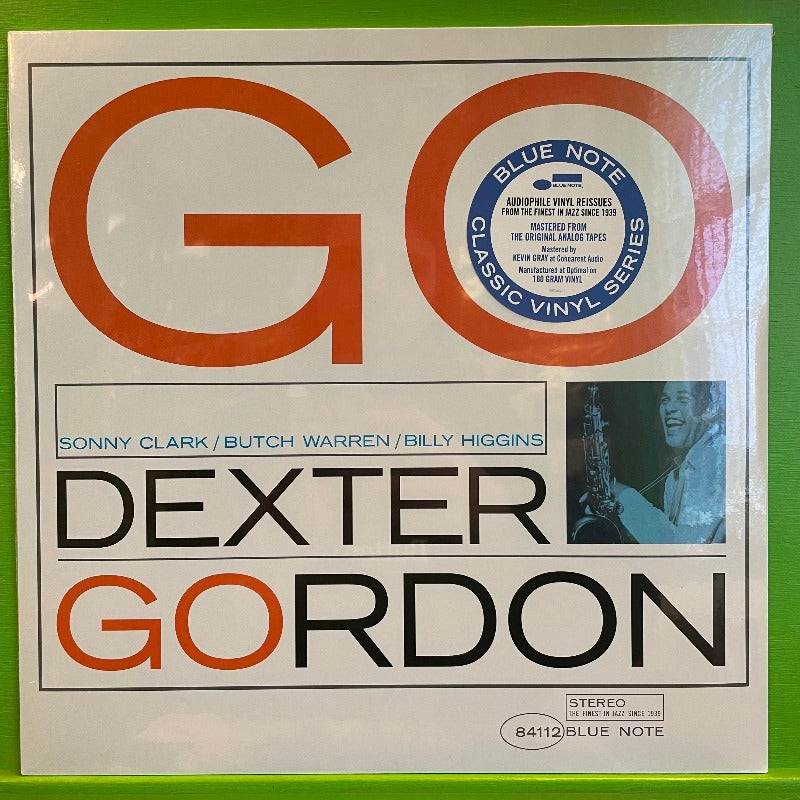 GO
BLUE NOTE
BLUE NOTE
AUDIOPHILE VINYL REISSUES
FROM THE FINEST IN JAZZ SINCE 1939
MASTERED FROM
THE ORIGINAL ANALOG TAPES
Mastered by
KEVIN GRAY at Cohearent Audio
Manufactured at Optimal on
180 GRAM VINYL
CLASSIC VINYL SERIES
SONNY CLARK/BUTCH WARREN/BILLY HIGGINS
DEXTER
GORDON
STEREO
THE FINEST IN JAZZ SINCE 1939
84112 BLUE NOTE